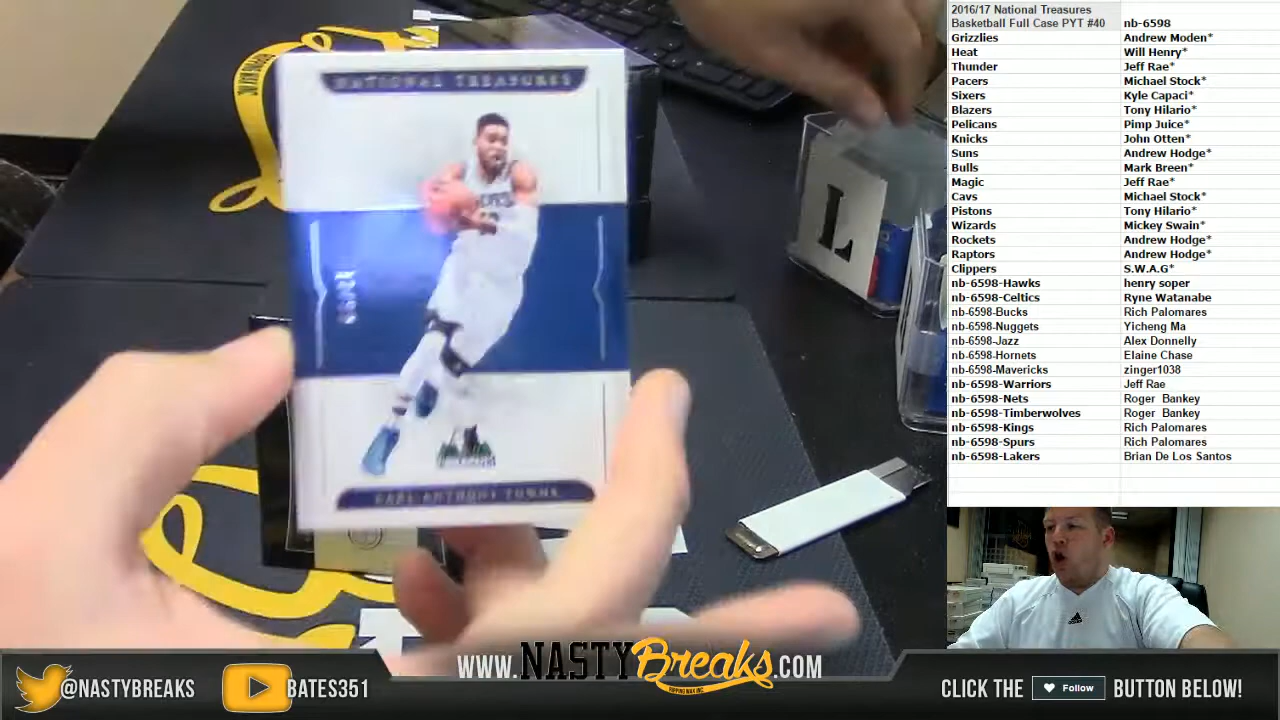 NATIONAL TREASURES
KARL-ANTHONY TOWNS
L
2016/17 National Treasures
Basketball Full Case PYT #40 nb-6598
Grizzlies Andrew Moden*
Heat Will Henry*
Thunder Jeff Rae*
Pacers Michael Stock*
Sixers Kyle Capaci*
Blazers Tony Hilario*
Pelicans Pimp Juice*
Knicks John Otten*
Suns Andrew Hodge*
Bulls Mark Breen*
Magic Jeff Rae*
Cavs Michael Stock*
Pistons Tony Hilario*
Wizards Mickey Swain*
Rockets Andrew Hodge*
Raptors Andrew Hodge*
Clippers S.W.A.G*
nb-6598-Hawks henry soper
nb-6598-Celtics Ryne Watanabe
nb-6598-Bucks Rich Palomares
nb-6598-Nuggets Yicheng Ma
nb-6598-Jazz Alex Donnelly
nb-6598-Hornets Elaine Chase
nb-6598-Mavericks zinger1038
nb-6598-Warriors Jeff Rae
nb-6598-Nets Roger Bankey
nb-6598-Timberwolves Roger Bankey
nb-6598-Kings Rich Palomares
nb-6598-Spurs Rich Palomares
nb-6598-Lakers Brian De Los Santos
WWW.NASTYBreaks.COM
@NASTYBREAKS
BATES351
CLICK THE Follow BUTTON BELOW!